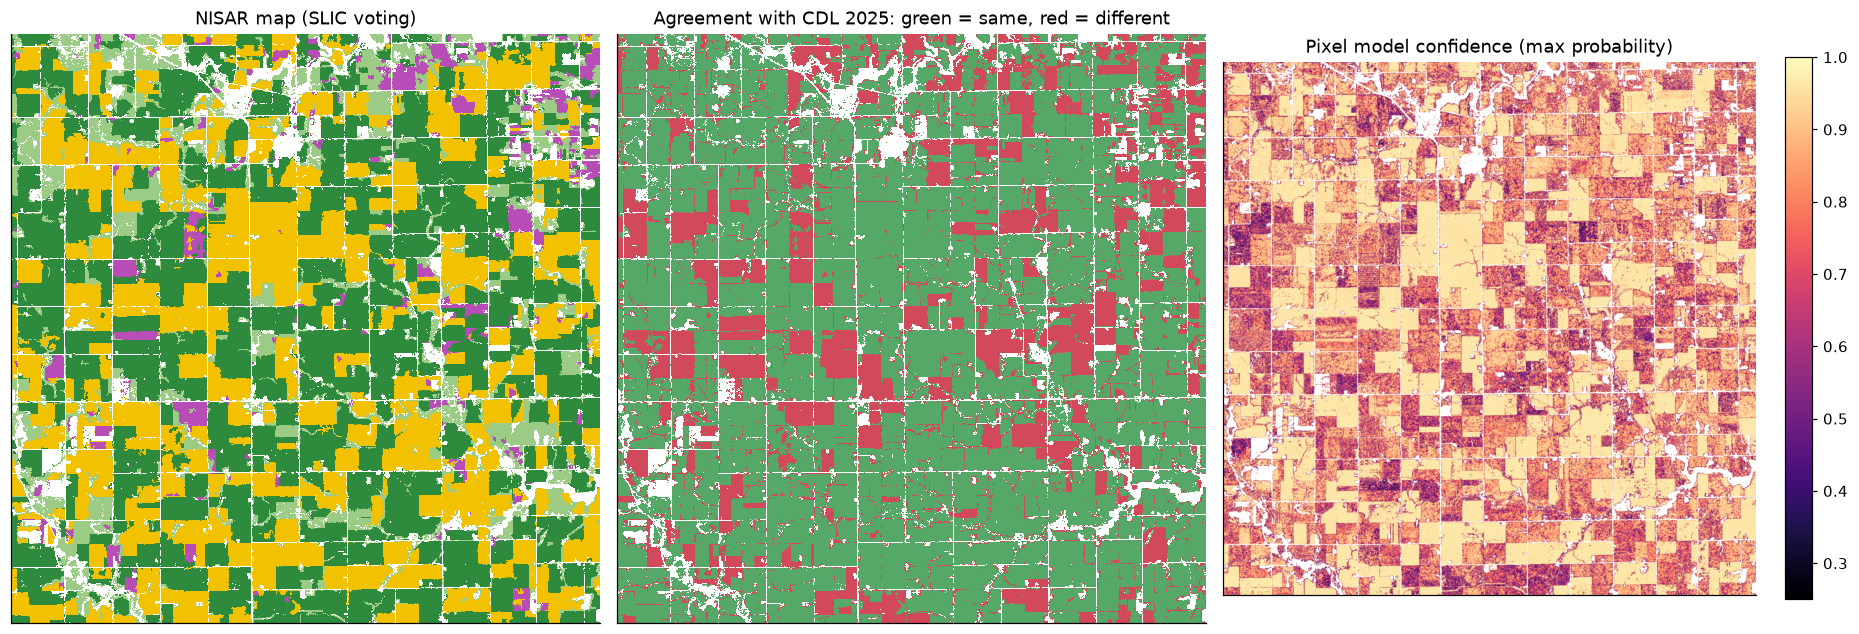 NISAR map (SLIC voting)
Agreement with CDL 2025: green = same, red = different
Pixel model confidence (max probability)
1.0
0.9
0.8
0.7
0.6
0.5
0.4
0.3